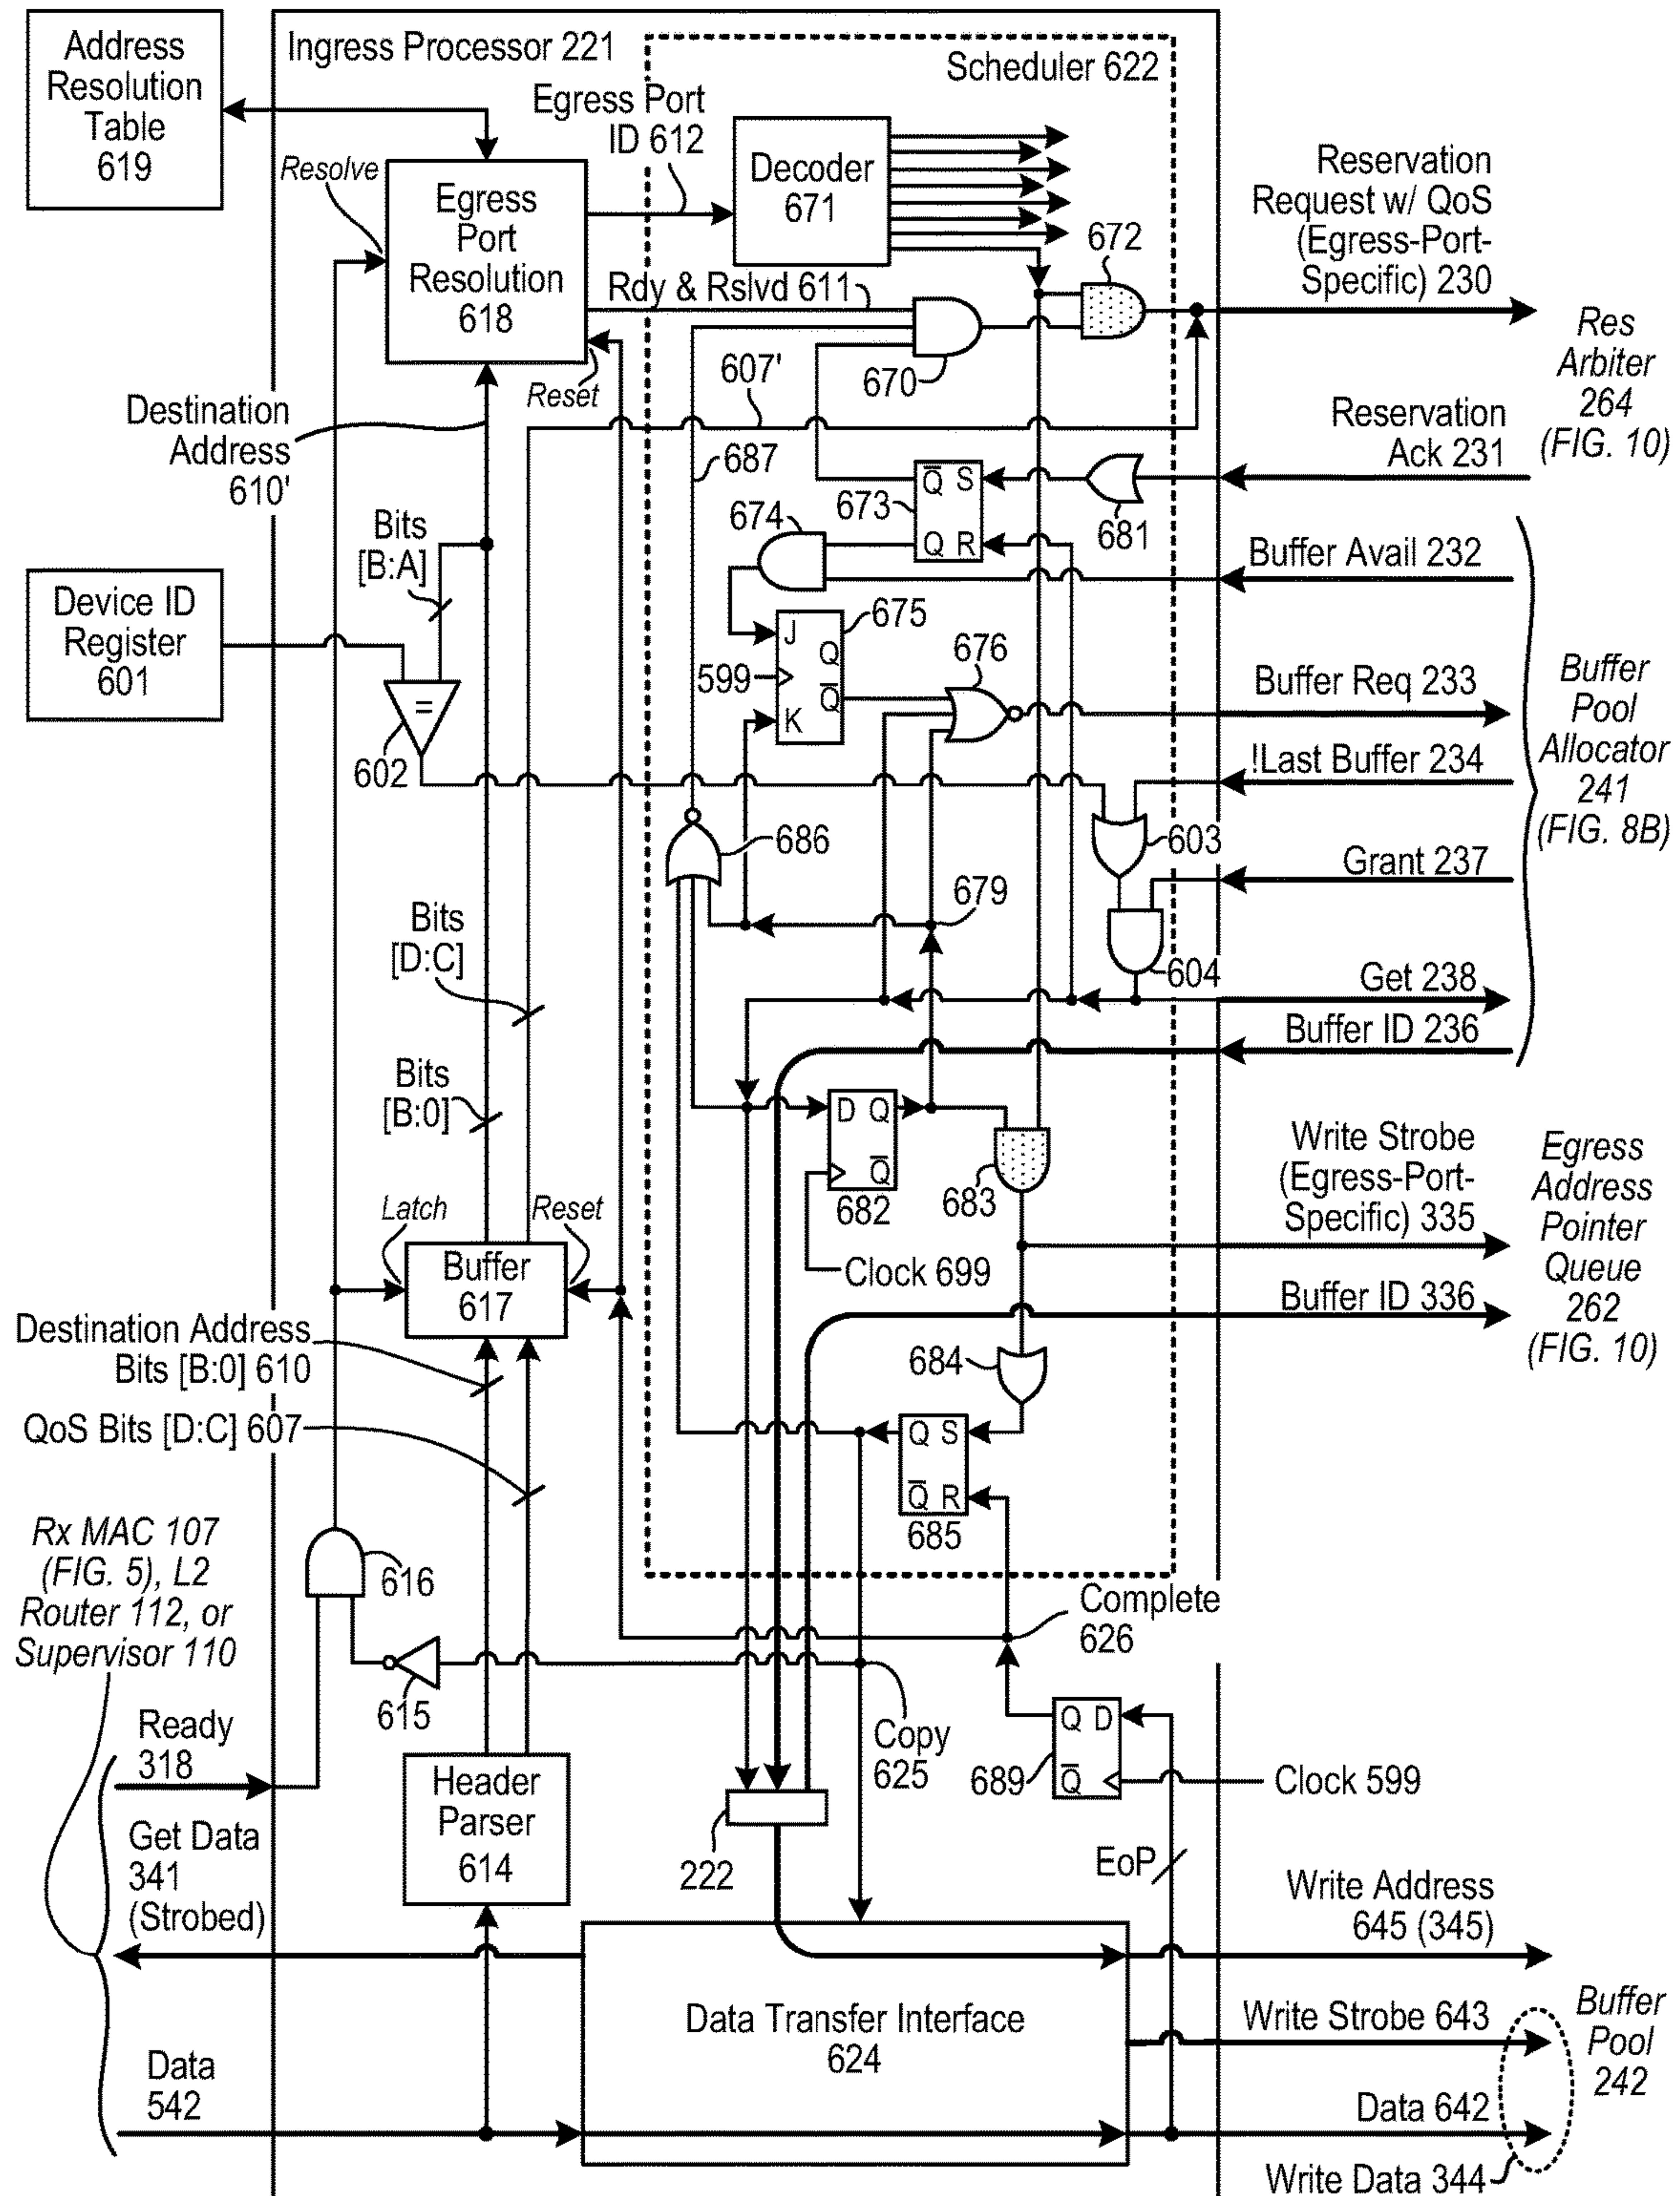 Address
Resolution
Table
619
Ingress Processor 221
Scheduler 622
Egress Port
ID 612
Resolve
Egress
Port
Resolution
618
Decoder
671
672
Reservation
Request w/ QoS
(Egress-Port-
Specific) 230
Rdy & Rslvd 611
Res
Arbiter
264
(FIG. 10)
Reset
607'
670
Destination
Address
610'
Reservation
Ack 231
687
Q S
673
Q R
681
674
Bits
[B:A]
Buffer Avail 232
Device ID
Register
601
J
Q
599
Q
K
675
676
Buffer Req 233
Buffer
Pool
Allocator
241
(FIG. 8B)
=
602
!Last Buffer 234
603
686
Grant 237
679
Bits
[D:C]
604
Get 238
Buffer ID 236
Bits
[B:0]
D Q
Q
682
683
Write Strobe
(Egress-Port-
Specific) 335
Egress
Address
Pointer
Queue
262
(FIG. 10)
Latch
Reset
Buffer
617
Clock 699
Buffer ID 336
Destination Address
Bits [B:0] 610
684
QoS Bits [D:C] 607
Q S
Q R
685
Rx MAC 107
(FIG. 5), L2
Router 112, or
Supervisor 110
616
Complete
626
615
Copy
625
Ready
318
Q D
Q
689
Clock 599
Header
Parser
614
222
Get Data
341
(Strobed)
EoP
Write Address
645 (345)
Data Transfer Interface
624
Write Strobe 643
Buffer
Pool
242
Data
542
Data 642
Write Data 344